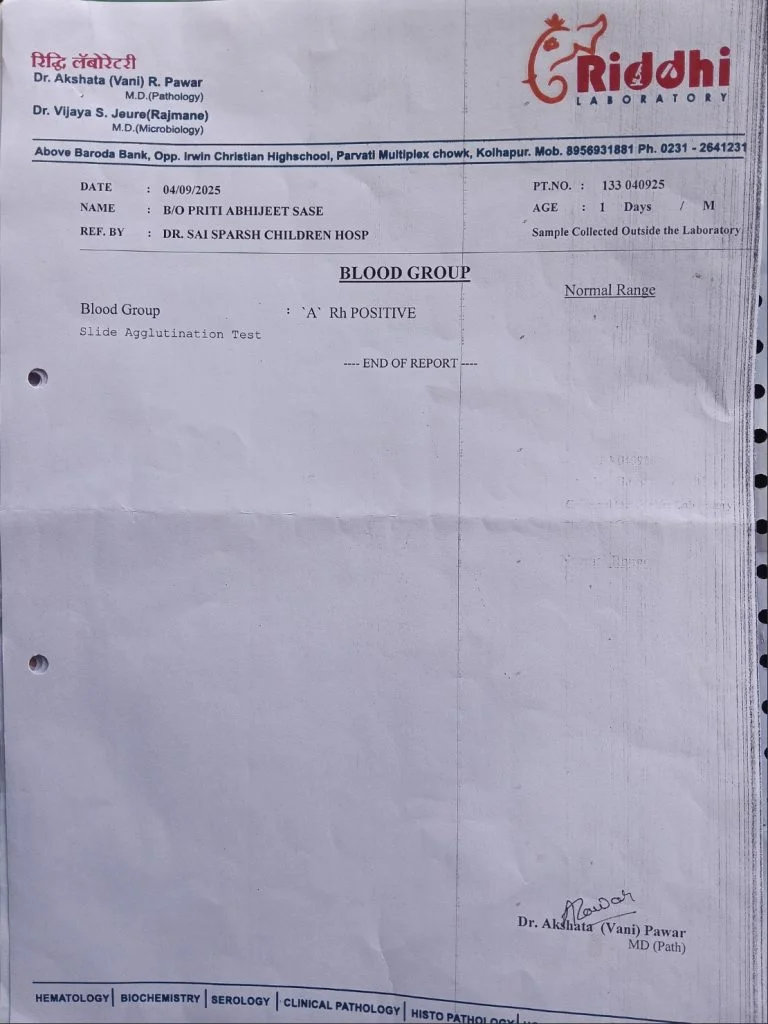 रिद्धि लॅबोरेटरी
Dr. Akshata (Vani) R. Pawar
M.D.(Pathology)
Dr. Vijaya S. Jeure(Rajmane)
M.D.(Microbiology)
Riddhi
LABORATORY
Above Baroda Bank, Opp. Irwin Christian Highschool, Parvati Multiplex chowk, Kolhapur. Mob. 8956931881 Ph. 0231 - 2641231
DATE : 04/09/2025 PT.NO. : 133 040925
NAME : B/O PRITI ABHIJEET SASE AGE : 1 Days / M
REF. BY : DR. SAI SPARSH CHILDREN HOSP Sample Collected Outside the Laboratory
BLOOD GROUP
Normal Range
Blood Group : `A` Rh POSITIVE
Slide Agglutination Test
---- END OF REPORT ----
Pawar
Dr. Akshata (Vani) Pawar
MD (Path)
HEMATOLOGY | BIOCHEMISTRY | SEROLOGY | CLINICAL PATHOLOGY | HISTO PATHOLOGY |